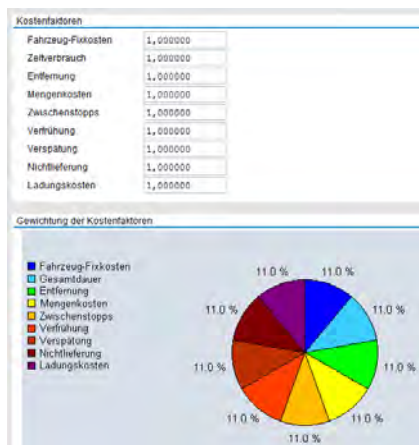 Kostenfaktoren
Fahrzeug-Fixkosten 1,000000
Zeitverbrauch 1,000000
Entfernung 1,000000
Mengenkosten 1,000000
Zwischenstopps 1,000000
Verfrühung 1,000000
Verspätung 1,000000
Nichtlieferung 1,000000
Ladungskosten 1,000000
Gewichtung der Kostenfaktoren
Fahrzeug-Fixkosten
Gesamtdauer
Entfernung
Mengenkosten
Zwischenstopps
Verfrühung
Verspätung
Nichtlieferung
Ladungskosten
11.0 % 11.0 %
11.0 % 11.0 %
11.0 % 11.0 %
11.0 % 11.0 %
11.0 %